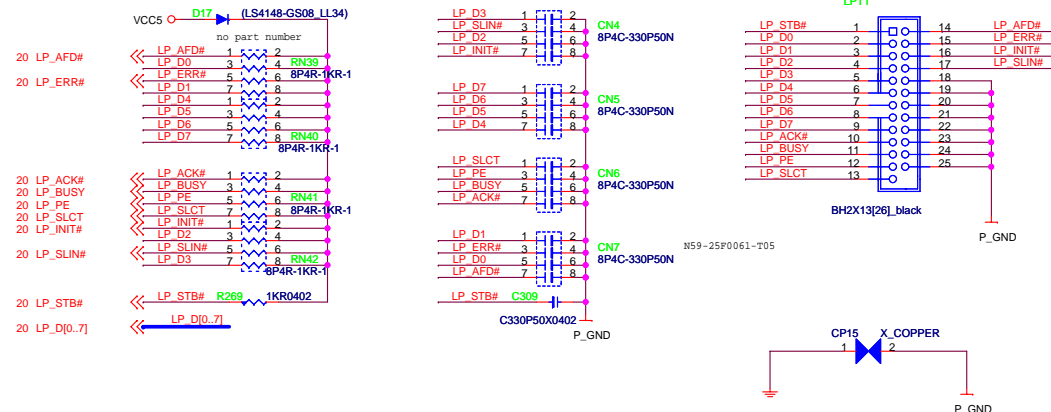 VCC5 D17 (LS4148-GS08_LL34)
no part number
20 LP_AFD# LP_AFD# 1 2
LP_D0 3 4 RN39
20 LP_ERR# LP_ERR# 5 6 8P4R-1KR-1
LP_D1 7 8
LP_D4 1 2
LP_D5 3 4
LP_D6 5 6
LP_D7 7 8 RN40
8P4R-1KR-1
20 LP_ACK# LP_ACK# 1 2
20 LP_BUSY LP_BUSY 3 4
20 LP_PE LP_PE 5 6 RN41
20 LP_SLCT LP_SLCT 7 8 8P4R-1KR-1
20 LP_INIT# LP_INIT# 1 2
LP_D2 3 4
20 LP_SLIN# LP_SLIN# 5 6
LP_D3 7 8 RN42
8P4R-1KR-1
20 LP_STB# LP_STB# R269 1KR0402
20 LP_D[0..7] LP_D[0..7]
LP_D3 1 2
LP_SLIN# 3 4 CN4
LP_D2 5 6 8P4C-330P50N
LP_INIT# 7 8
LP_D7 1 2
LP_D6 3 4 CN5
LP_D5 5 6 8P4C-330P50N
LP_D4 7 8
LP_SLCT 1 2
LP_PE 3 4 CN6
LP_BUSY 5 6 8P4C-330P50N
LP_ACK# 7 8
LP_D1 1 2
LP_ERR# 3 4 CN7
LP_D0 5 6 8P4C-330P50N
LP_AFD# 7 8
LP_STB# C309
C330P50X0402
P_GND
LPT1
LP_STB# 1 14 LP_AFD#
LP_D0 2 15 LP_ERR#
LP_D1 3 16 LP_INIT#
LP_D2 4 17 LP_SLIN#
LP_D3 5 18
LP_D4 6 19
LP_D5 7 20
LP_D6 8 21
LP_D7 9 22
LP_ACK# 10 23
LP_BUSY 11 24
LP_PE 12 25
LP_SLCT 13
BH2X13[26]_black
P_GND
N59-25F0061-T05
CP15 X_COPPER
1 2
P_GND